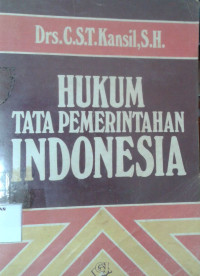 Drs.C.S.T.Kansil,S.H.
HUKUM
TATA PEMERINTAHAN
INDONESIA